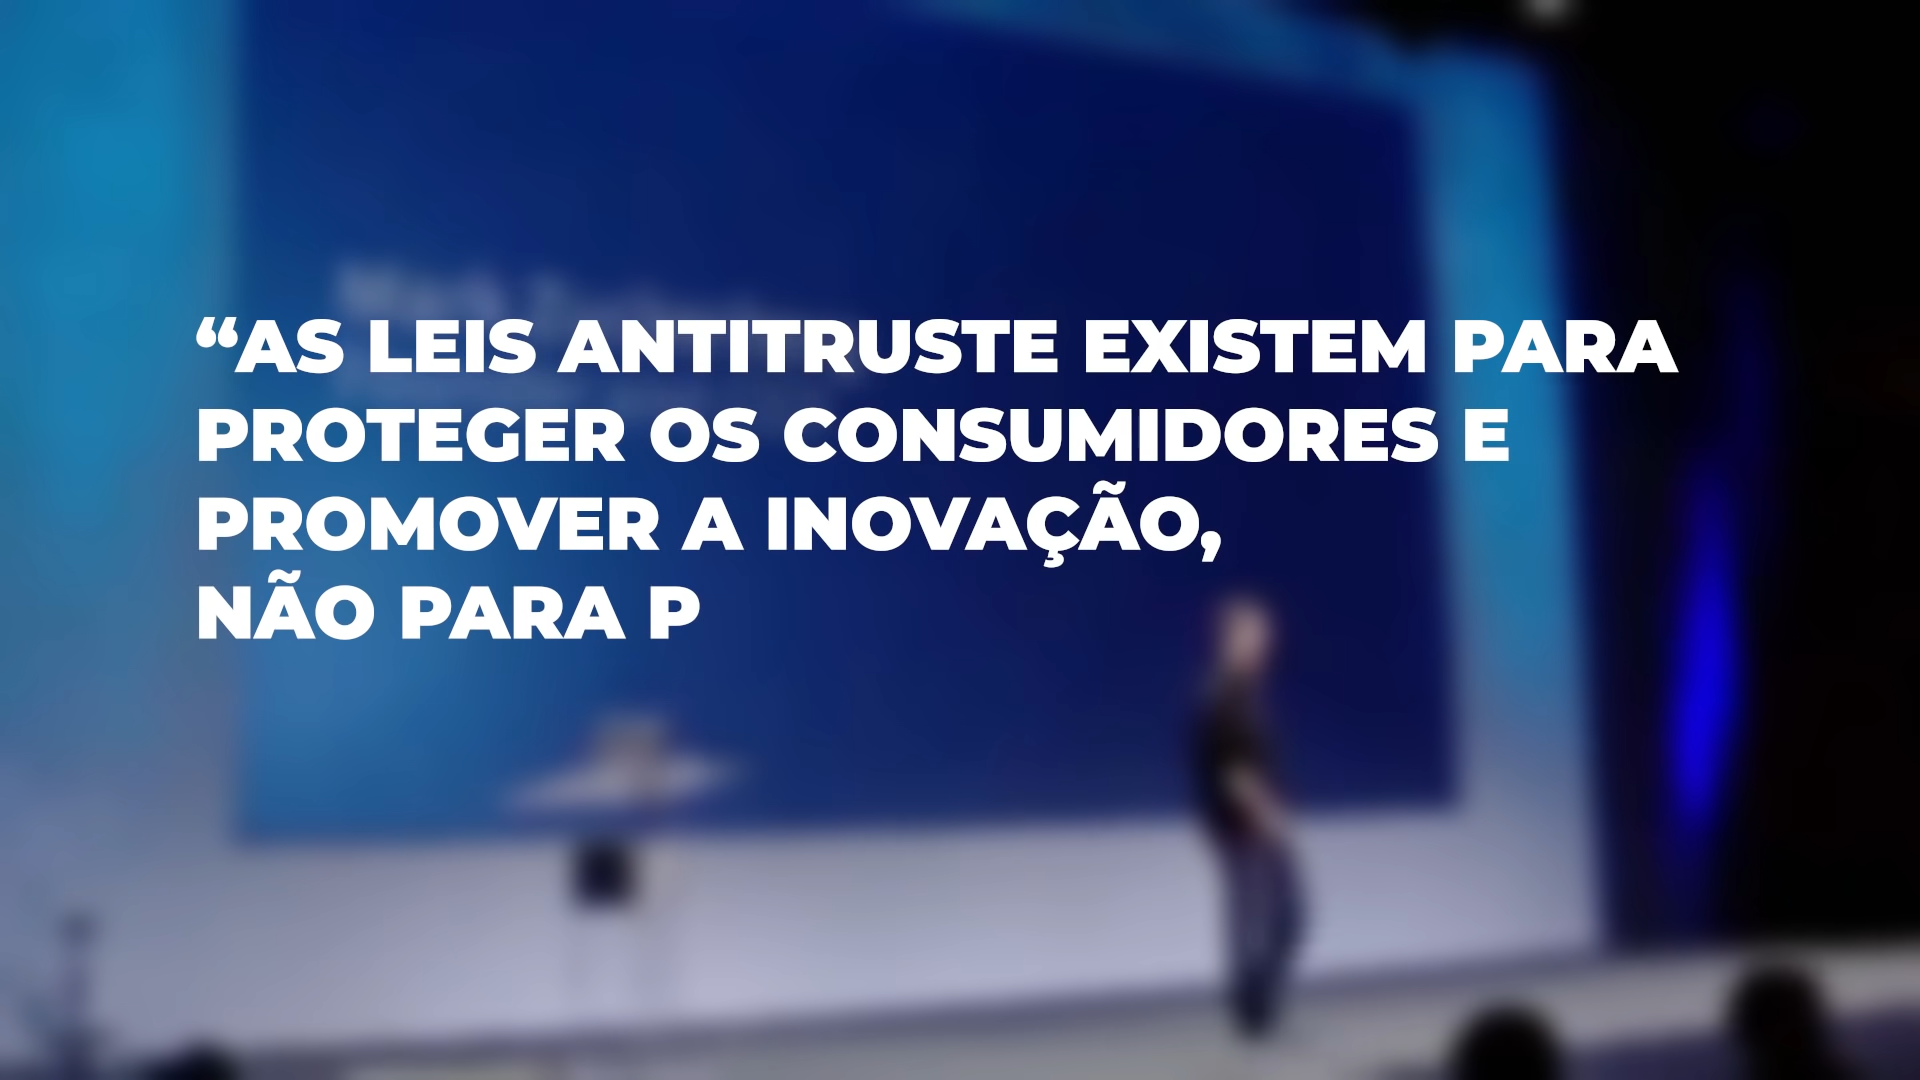 “AS LEIS ANTITRUSTE EXISTEM PARA
PROTEGER OS CONSUMIDORES E
PROMOVER A INOVAÇÃO,
NÃO PARA P